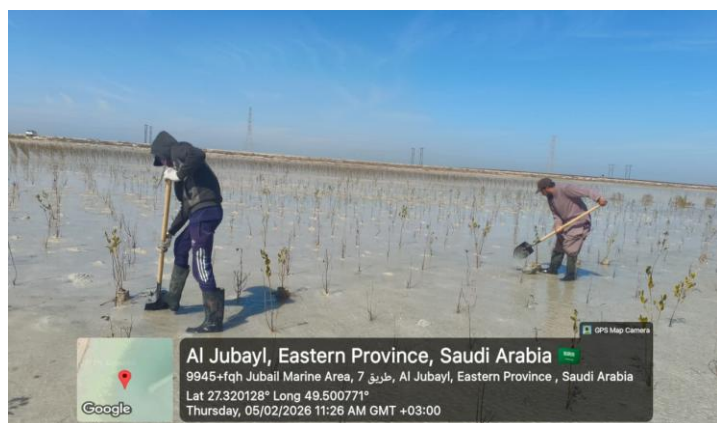 GPS Map Camera
Al Jubayl, Eastern Province, Saudi Arabia
9945+fqh Jubail Marine Area, طريق 7, Al Jubayl, Eastern Province , Saudi Arabia
Lat 27.320128° Long 49.500771°
Thursday, 05/02/2026 11:26 AM GMT +03:00
Google